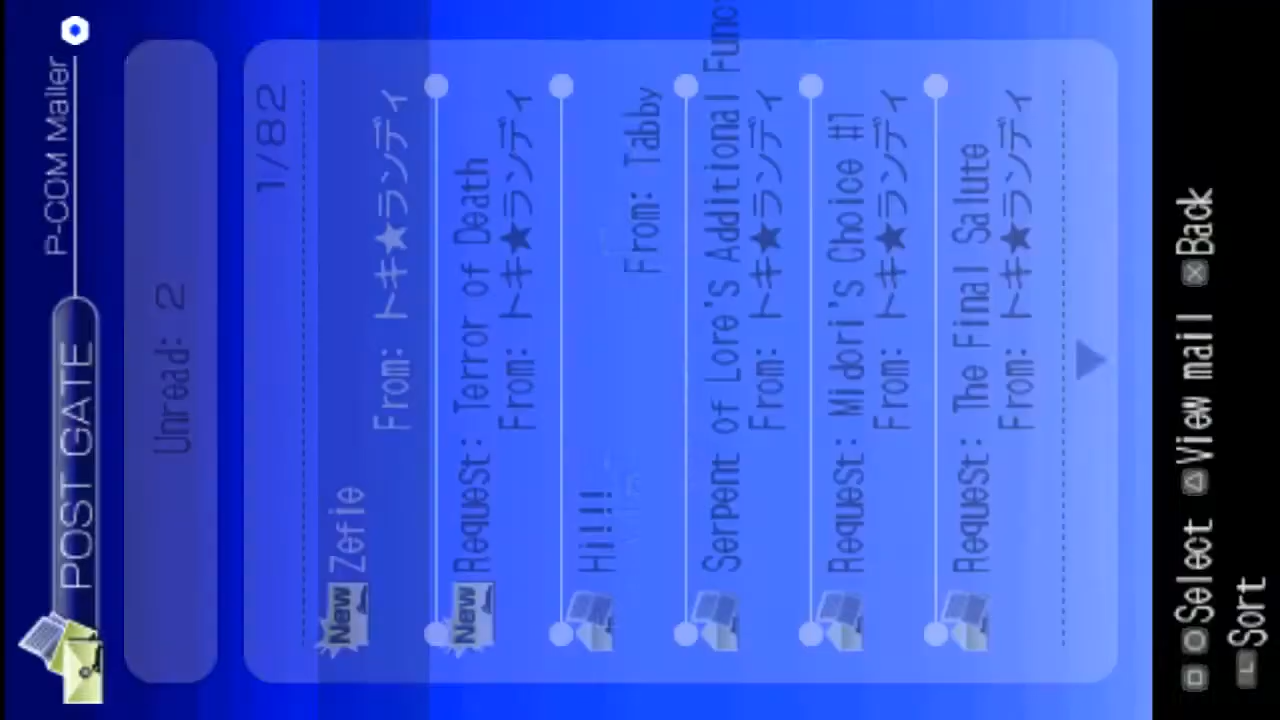 POST GATE
P-COM Mailer
Unread: 2
1/82
New
Zefie
From: トキ★ランディ
New
Request: Terror of Death
From: トキ★ランディ
Hi!!!
From: Tabby
Serpent of Lore's Additional Func
From: トキ★ランディ
Request: Midori's Choice #1
From: トキ★ランディ
Request: The Final Salute
From: トキ★ランディ
Select View mail Back
L Sort